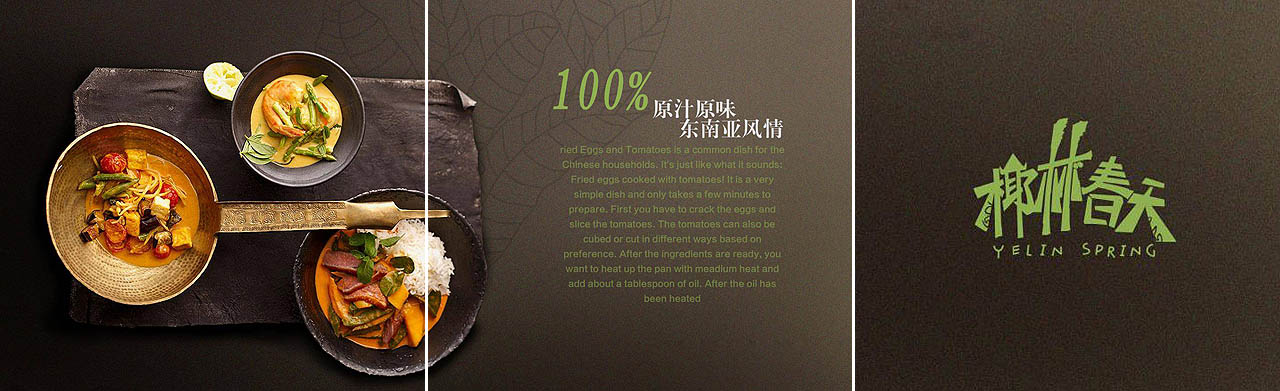 100%
原汁原味
东南亚风情
ried Eggs and Tomatoes is a common dish for the
Chinese households. It's just like what it sounds:
Fried eggs cooked with tomatoes! It is a very
simple dish and only takes a few minutes to
prepare. First you have to crack the eggs and
slice the tomatoes. The tomatoes can also be
cubed or cut in different ways based on
preference. After the ingredients are ready, you
want to heat up the pan with meadium heat and
add about a tablespoon of oil. After the oil has
been heated
椰林春天
YELIN SPRING